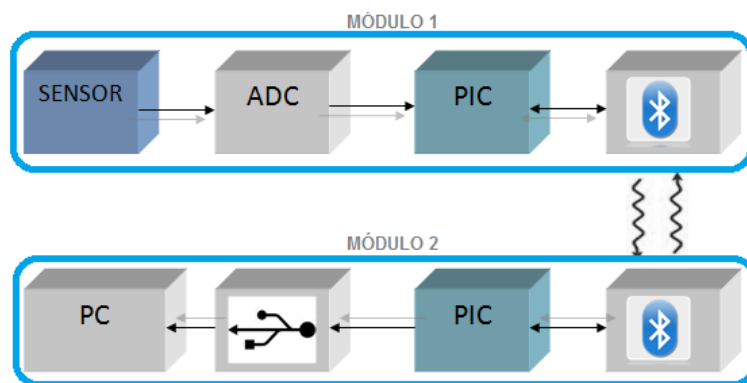 MÓDULO 1
SENSOR
ADC
PIC
MÓDULO 2
PC
PIC